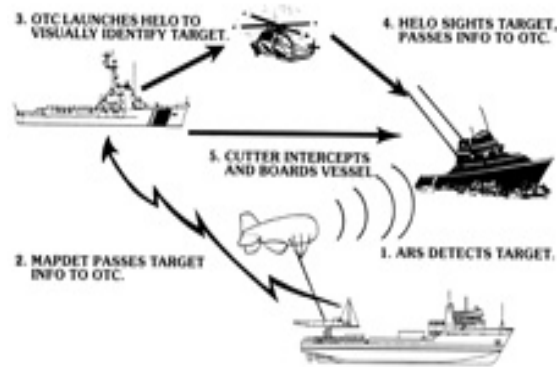 3. OTC LAUNCHES HELO TO
VISUALLY IDENTIFY TARGET.
4. HELO SIGHTS TARGET,
PASSES INFO TO OTC.
5. CUTTER INTERCEPTS
AND BOARDS VESSEL
2. MAPDET PASSES TARGET
INFO TO OTC.
1. ARS DETECTS TARGET.